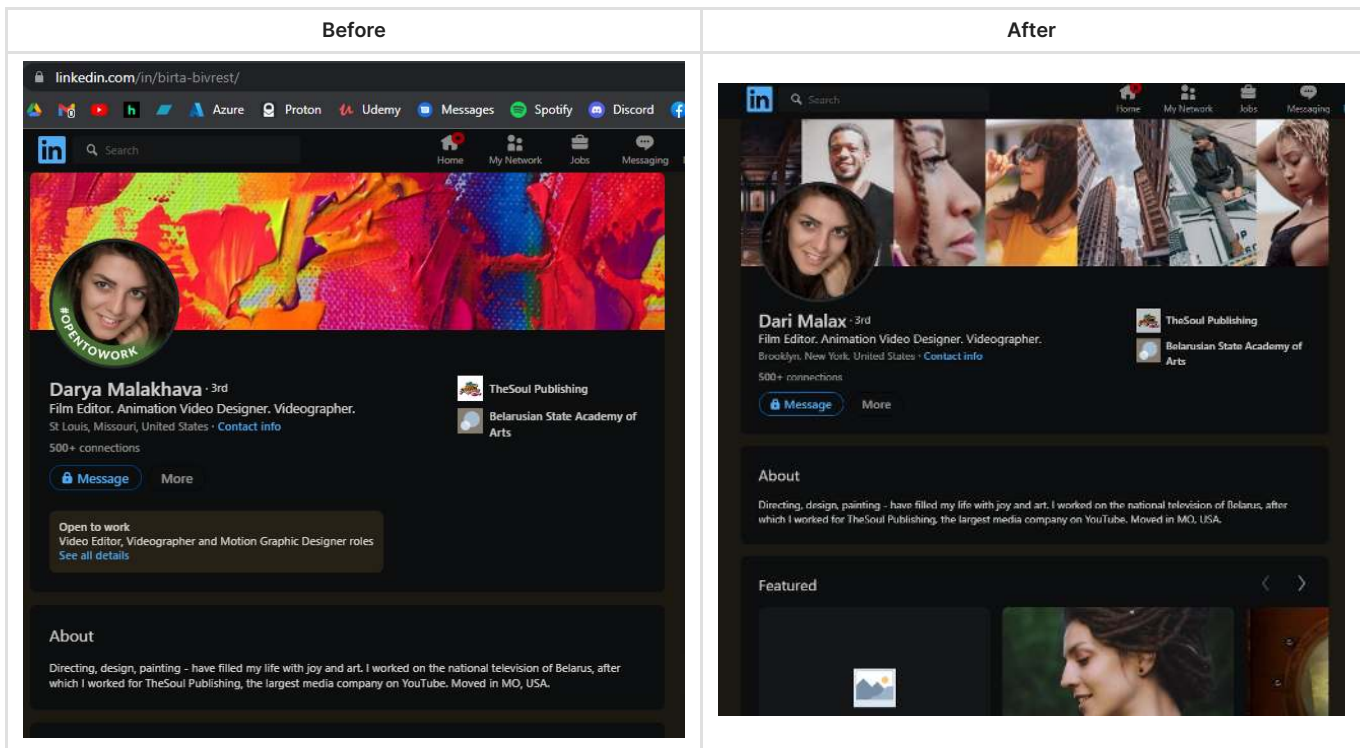 Before
After
linkedin.com/in/birta-bivrest/
Azure Proton Udemy Messages Spotify Discord
in Search Home My Network Jobs Messaging
#OPENTOWORK
Darya Malakhava · 3rd
Film Editor. Animation Video Designer. Videographer.
St Louis, Missouri, United States · Contact info
500+ connections
Message More
TheSoul Publishing
Belarusian State Academy of
Arts
Open to work
Video Editor, Videographer and Motion Graphic Designer roles
See all details
About
Directing, design, painting - have filled my life with joy and art. I worked on the national television of Belarus, after
which I worked for TheSoul Publishing, the largest media company on YouTube. Moved in MO, USA.
in Search Home My Network Jobs Messaging
Dari Malax · 3rd
Film Editor. Animation Video Designer. Videographer.
Brooklyn, New York, United States · Contact info
500+ connections
Message More
TheSoul Publishing
Belarusian State Academy of
Arts
About
Directing, design, painting - have filled my life with joy and art. I worked on the national television of Belarus, after
which I worked for TheSoul Publishing, the largest media company on YouTube. Moved in MO, USA.
Featured